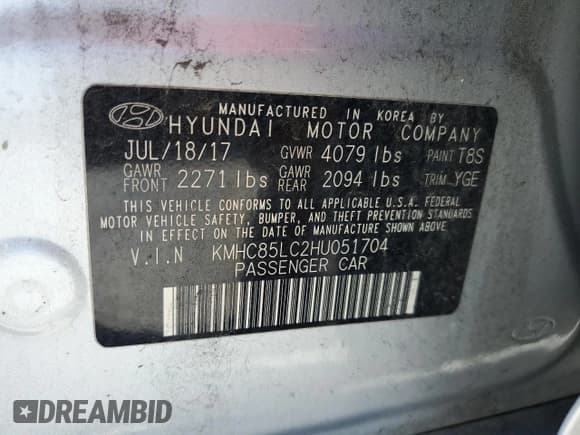 MANUFACTURED IN KOREA BY
HYUNDAI MOTOR COMPANY
JUL/18/17 GVWR 4079 lbs PAINT T8S
GAWR FRONT 2271 lbs GAWR REAR 2094 lbs TRIM YGE
THIS VEHICLE CONFORMS TO ALL APPLICABLE U.S.A. FEDERAL
MOTOR VEHICLE SAFETY, BUMPER, AND THEFT PREVENTION STANDARDS
IN EFFECT ON THE DATE OF MANUFACTURE SHOWN ABOVE.
V.I.N KMHC85LC2HU051704
PASSENGER CAR
DREAMBID